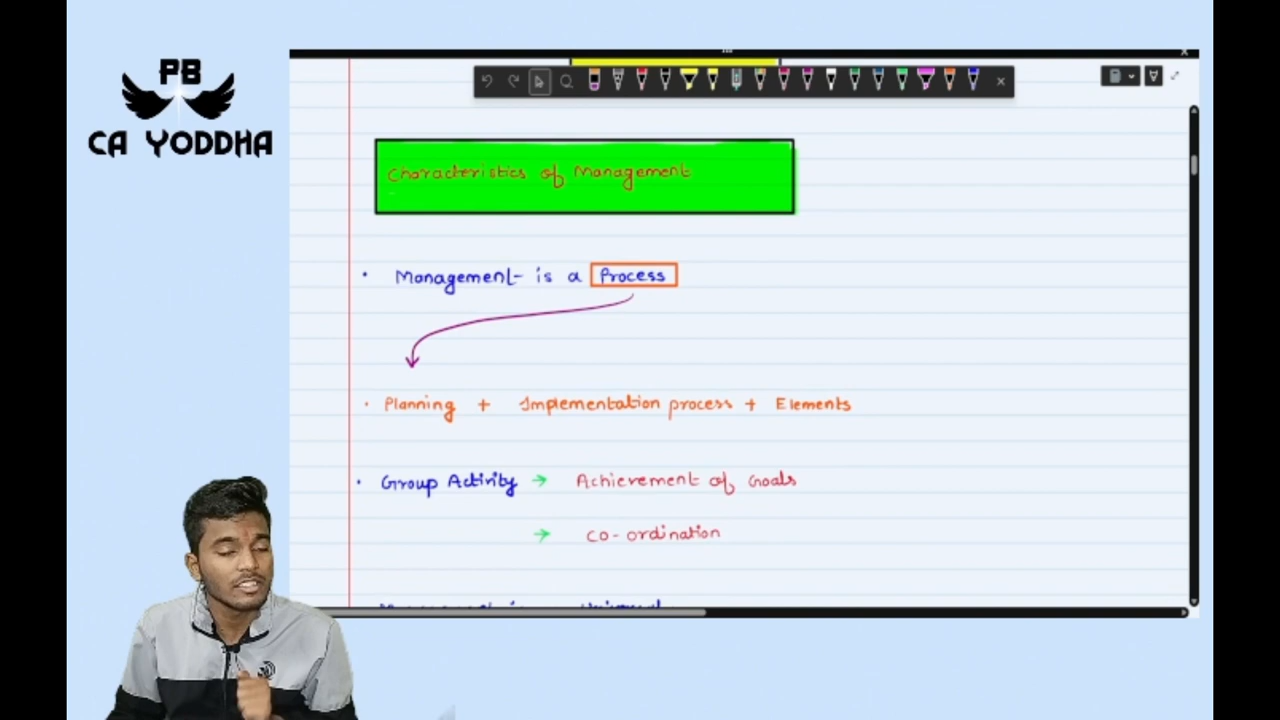 PB
CA YODDHA
Characteristics of Management
• Management is a Process
• Planning + Implementation process + Elements
• Group Activity → Achievement of Goals
→ Co-ordination